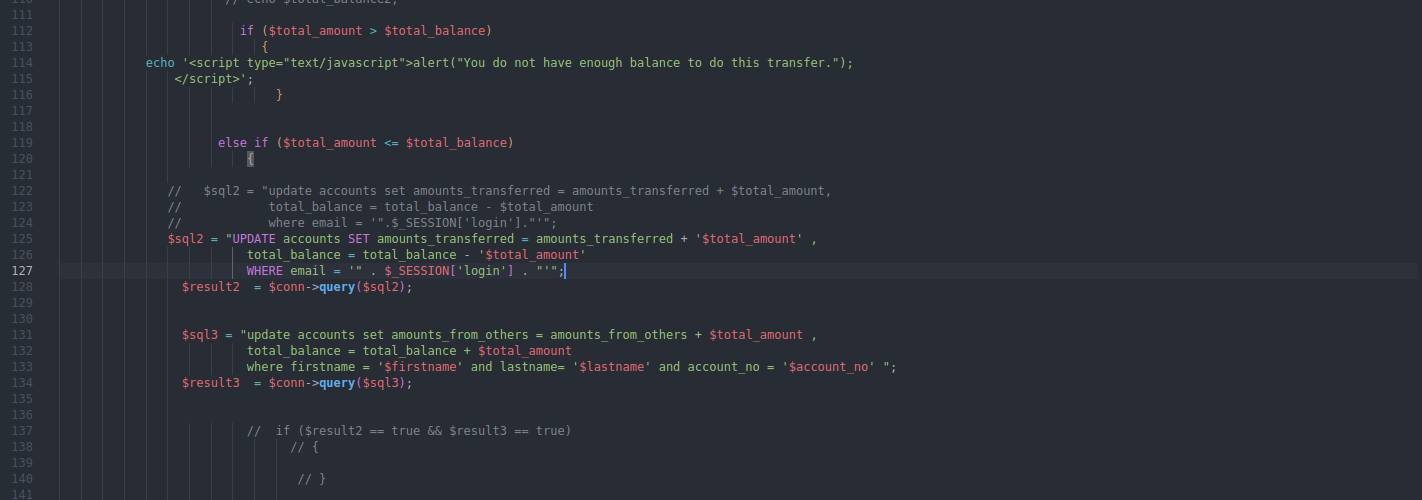 110 // echo $total_balance2;
111
112 if ($total_amount > $total_balance)
113 {
114 echo '<script type="text/javascript">alert("You do not have enough balance to do this transfer.");
115 </script>';
116 }
117
118
119 else if ($total_amount <= $total_balance)
120 {
121
122 // $sql2 = "update accounts set amounts_transferred = amounts_transferred + $total_amount,
123 // total_balance = total_balance - $total_amount
124 // where email = '".$_SESSION['login']."'";
125 $sql2 = "UPDATE accounts SET amounts_transferred = amounts_transferred + '$total_amount' ,
126 total_balance = total_balance - '$total_amount'
127 WHERE email = '" . $_SESSION['login'] . "'";
128 $result2 = $conn->query($sql2);
129
130
131 $sql3 = "update accounts set amounts_from_others = amounts_from_others + $total_amount ,
132 total_balance = total_balance + $total_amount
133 where firstname = '$firstname' and lastname= '$lastname' and account_no = '$account_no' ";
134 $result3 = $conn->query($sql3);
135
136
137 // if ($result2 == true && $result3 == true)
138 // {
139
140 // }
141